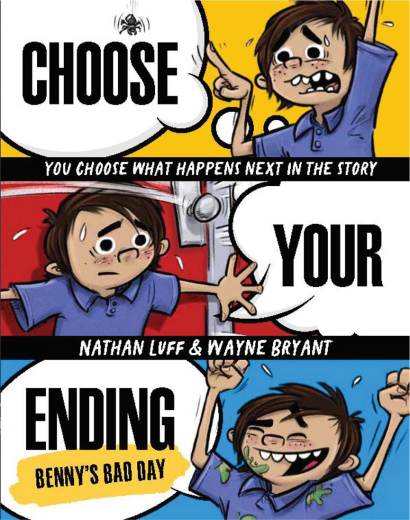 CHOOSE
YOU CHOOSE WHAT HAPPENS NEXT IN THE STORY
YOUR
NATHAN LUFF & WAYNE BRYANT
ENDING
BENNY'S BAD DAY